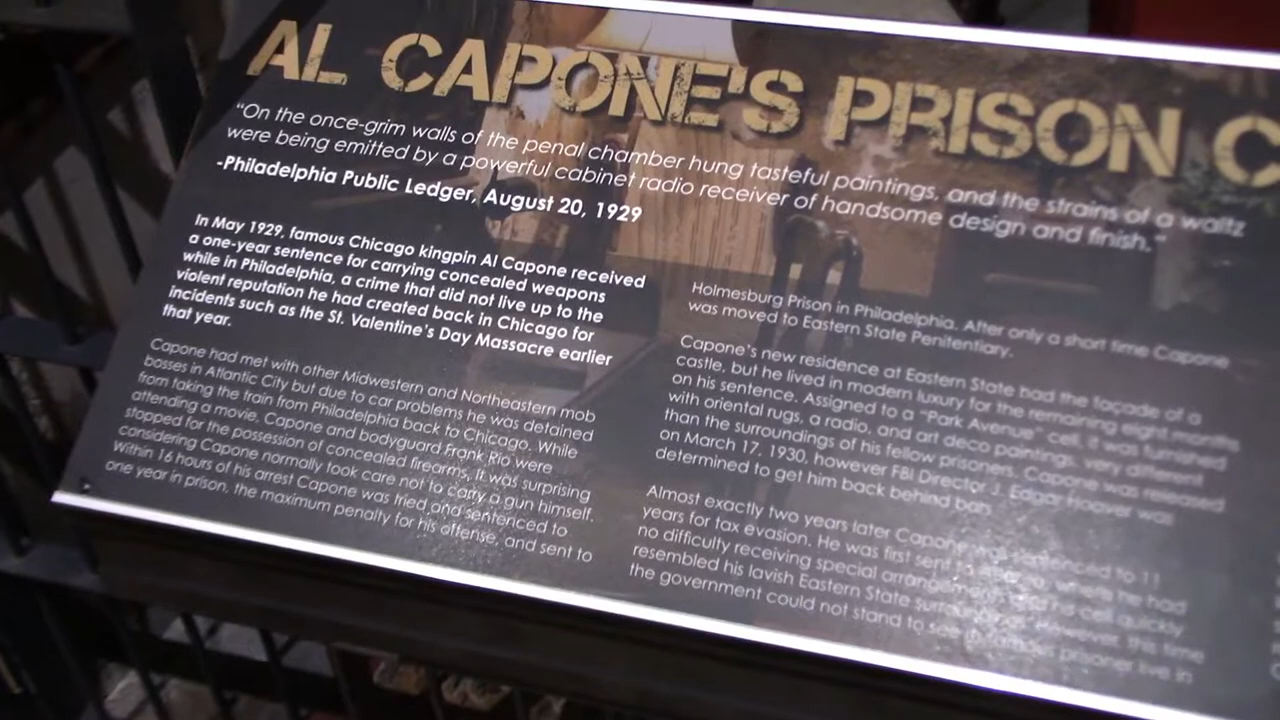 AL CAPONE'S PRISON C
"On the once-grim walls of the penal chamber hung tasteful paintings, and the strains of a waltz
were being emitted by a powerful cabinet radio receiver of handsome design and finish."
-Philadelphia Public Ledger, August 20, 1929
In May 1929, famous Chicago kingpin Al Capone received
a one-year sentence for carrying concealed weapons
while in Philadelphia, a crime that did not live up to the
violent reputation he had created back in Chicago for
incidents such as the St. Valentine's Day Massacre earlier
that year.
Capone had met with other Midwestern and Northeastern mob
bosses in Atlantic City but due to car problems he was detained
from taking the train from Philadelphia back to Chicago. While
attending a movie, Capone and bodyguard Frank Rio were
stopped for the possession of concealed firearms. It was surprising
considering Capone normally took care not to carry a gun himself.
Within 16 hours of his arrest Capone was tried and sentenced to
one year in prison, the maximum penalty for his offense, and sent to
Holmesburg Prison in Philadelphia. After only a short time Capone
was moved to Eastern State Penitentiary.
Capone's new residence at Eastern State had the façade of a
castle, but he lived in modern luxury for the remaining eight months
on his sentence. Assigned to a "Park Avenue" cell, it was furnished
with oriental rugs, a radio, and art deco paintings, very different
than the surroundings of his fellow prisoners. Capone was released
on March 17, 1930, however FBI Director J. Edgar Hoover was
determined to get him back behind bars.
Almost exactly two years later Capone was sentenced to 11
years for tax evasion. He was first sent to where he had
no difficulty receiving special arrangements, and his cell quickly
resembled his lavish Eastern State surroundings. However, this time
the government could not stand to see prisoner live in